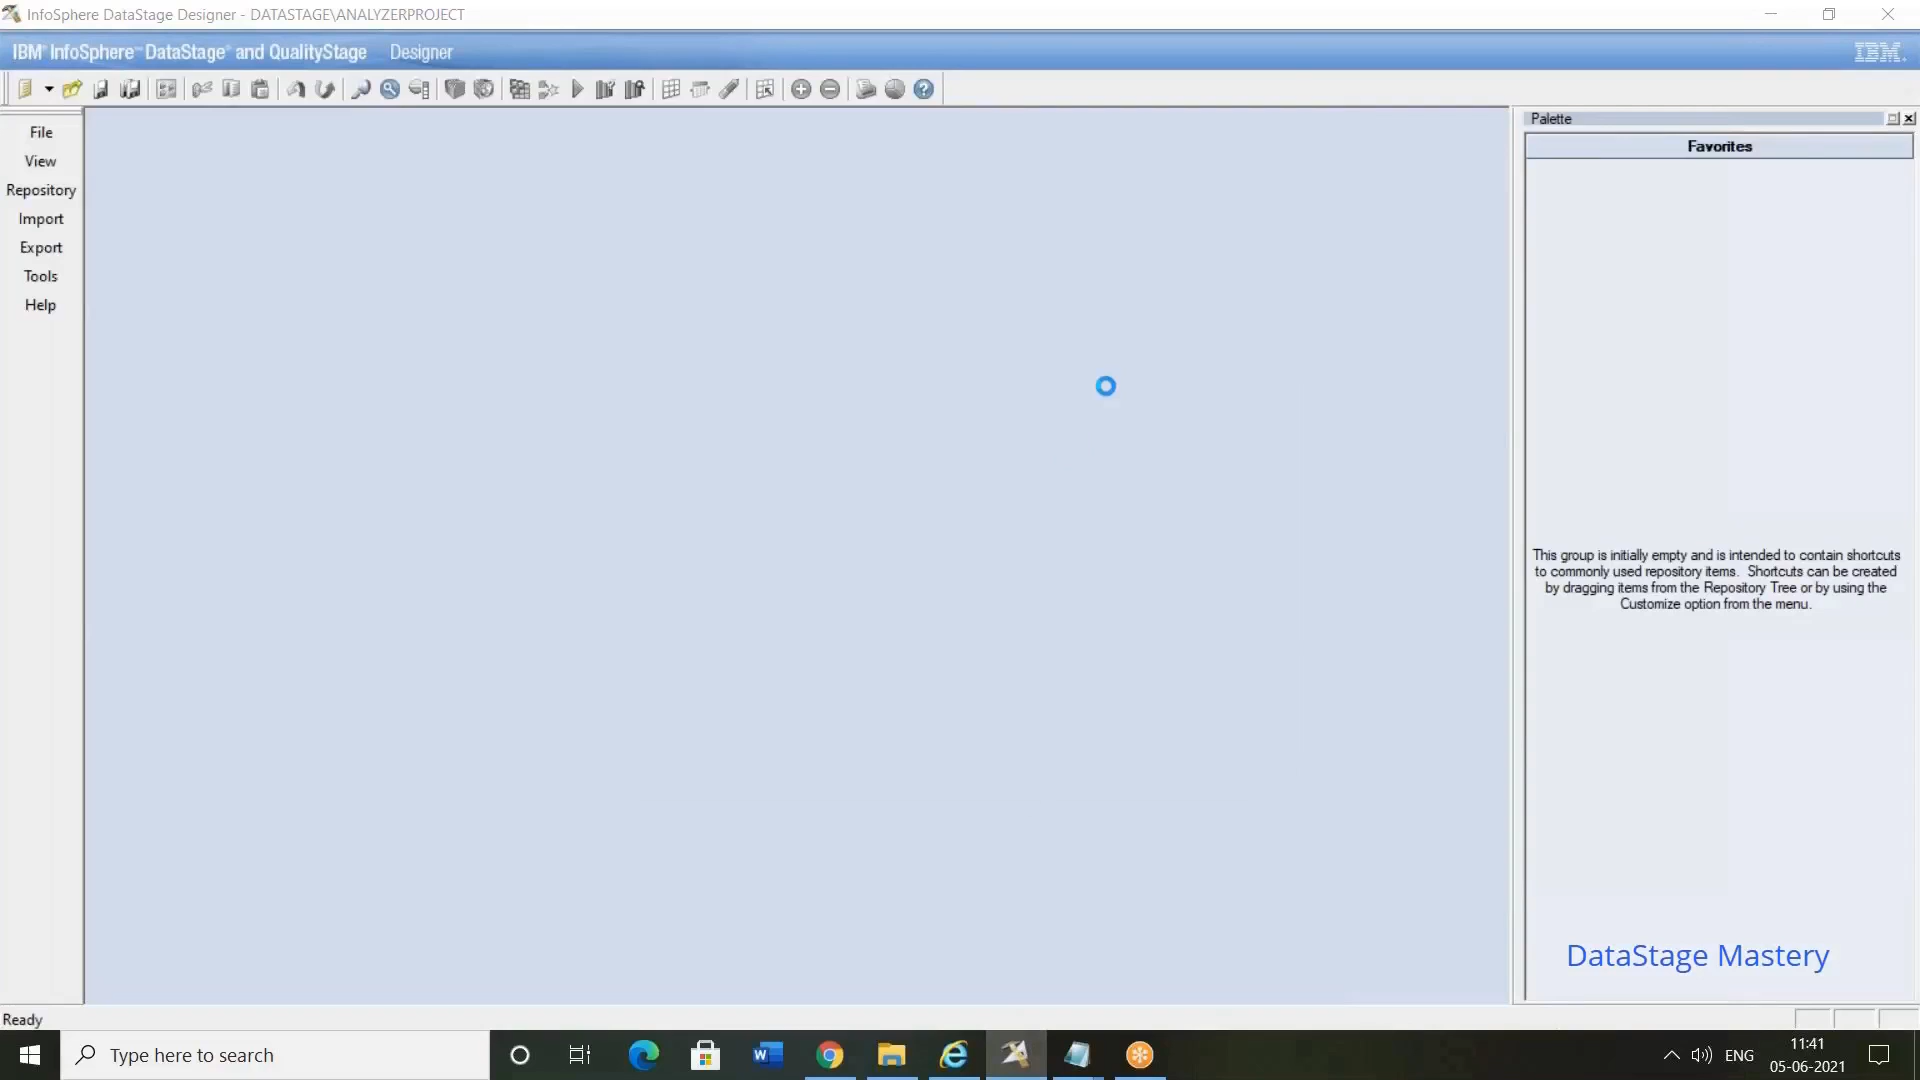 InfoSphere DataStage Designer - DATASTAGE\ANALYZERPROJECT
IBM® InfoSphere™ DataStage® and QualityStage Designer
IBM.
File
View
Repository
Import
Export
Tools
Help
Palette
Favorites
This group is initially empty and is intended to contain shortcuts
to commonly used repository items. Shortcuts can be created
by dragging items from the Repository Tree or by using the
Customize option from the menu.
DataStage Mastery
Ready
Type here to search
ENG
11:41
05-06-2021